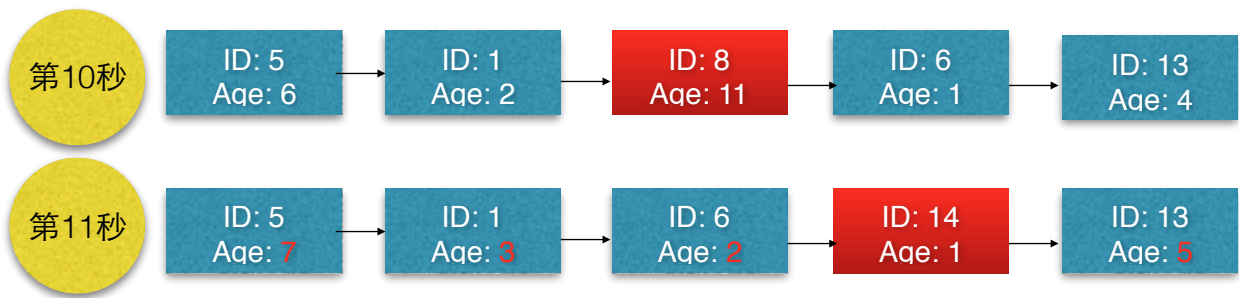 第10秒
ID: 5
Age: 6
ID: 1
Age: 2
ID: 8
Age: 11
ID: 6
Age: 1
ID: 13
Age: 4
第11秒
ID: 5
Age: 7
ID: 1
Age: 3
ID: 6
Age: 2
ID: 14
Age: 1
ID: 13
Age: 5